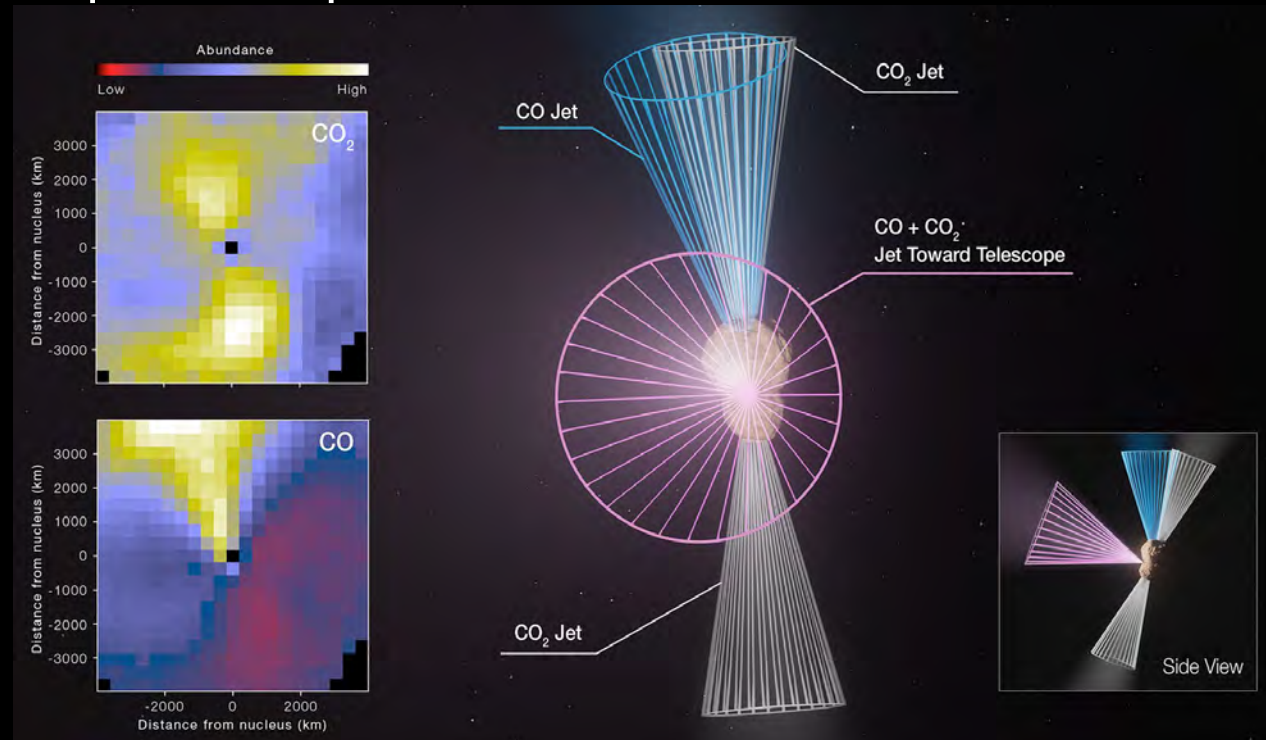 Abundance
Low High
CO₂
Distance from nucleus (km)
3000
2000
1000
0
-1000
-2000
-3000
CO
Distance from nucleus (km)
3000
2000
1000
0
-1000
-2000
-3000
-2000 0 2000
Distance from nucleus (km)
CO Jet
CO₂ Jet
CO + CO₂
Jet Toward Telescope
CO₂ Jet
Side View